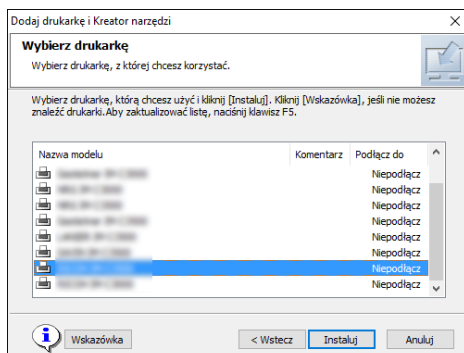 Dodaj drukarkę i Kreator narzędzi
Wybierz drukarkę
Wybierz drukarkę, z której chcesz korzystać.
Wybierz drukarkę, którą chcesz użyć i kliknij [Instaluj]. Kliknij [Wskazówka], jeśli nie możesz
znaleźć drukarki.Aby zaktualizować listę, naciśnij klawisz F5.
Nazwa modelu Komentarz Podłącz do
Niepodłącz
Niepodłącz
Niepodłącz
Niepodłącz
Niepodłącz
Niepodłącz
Niepodłącz
Niepodłącz
Wskazówka < Wstecz Instaluj Anuluj